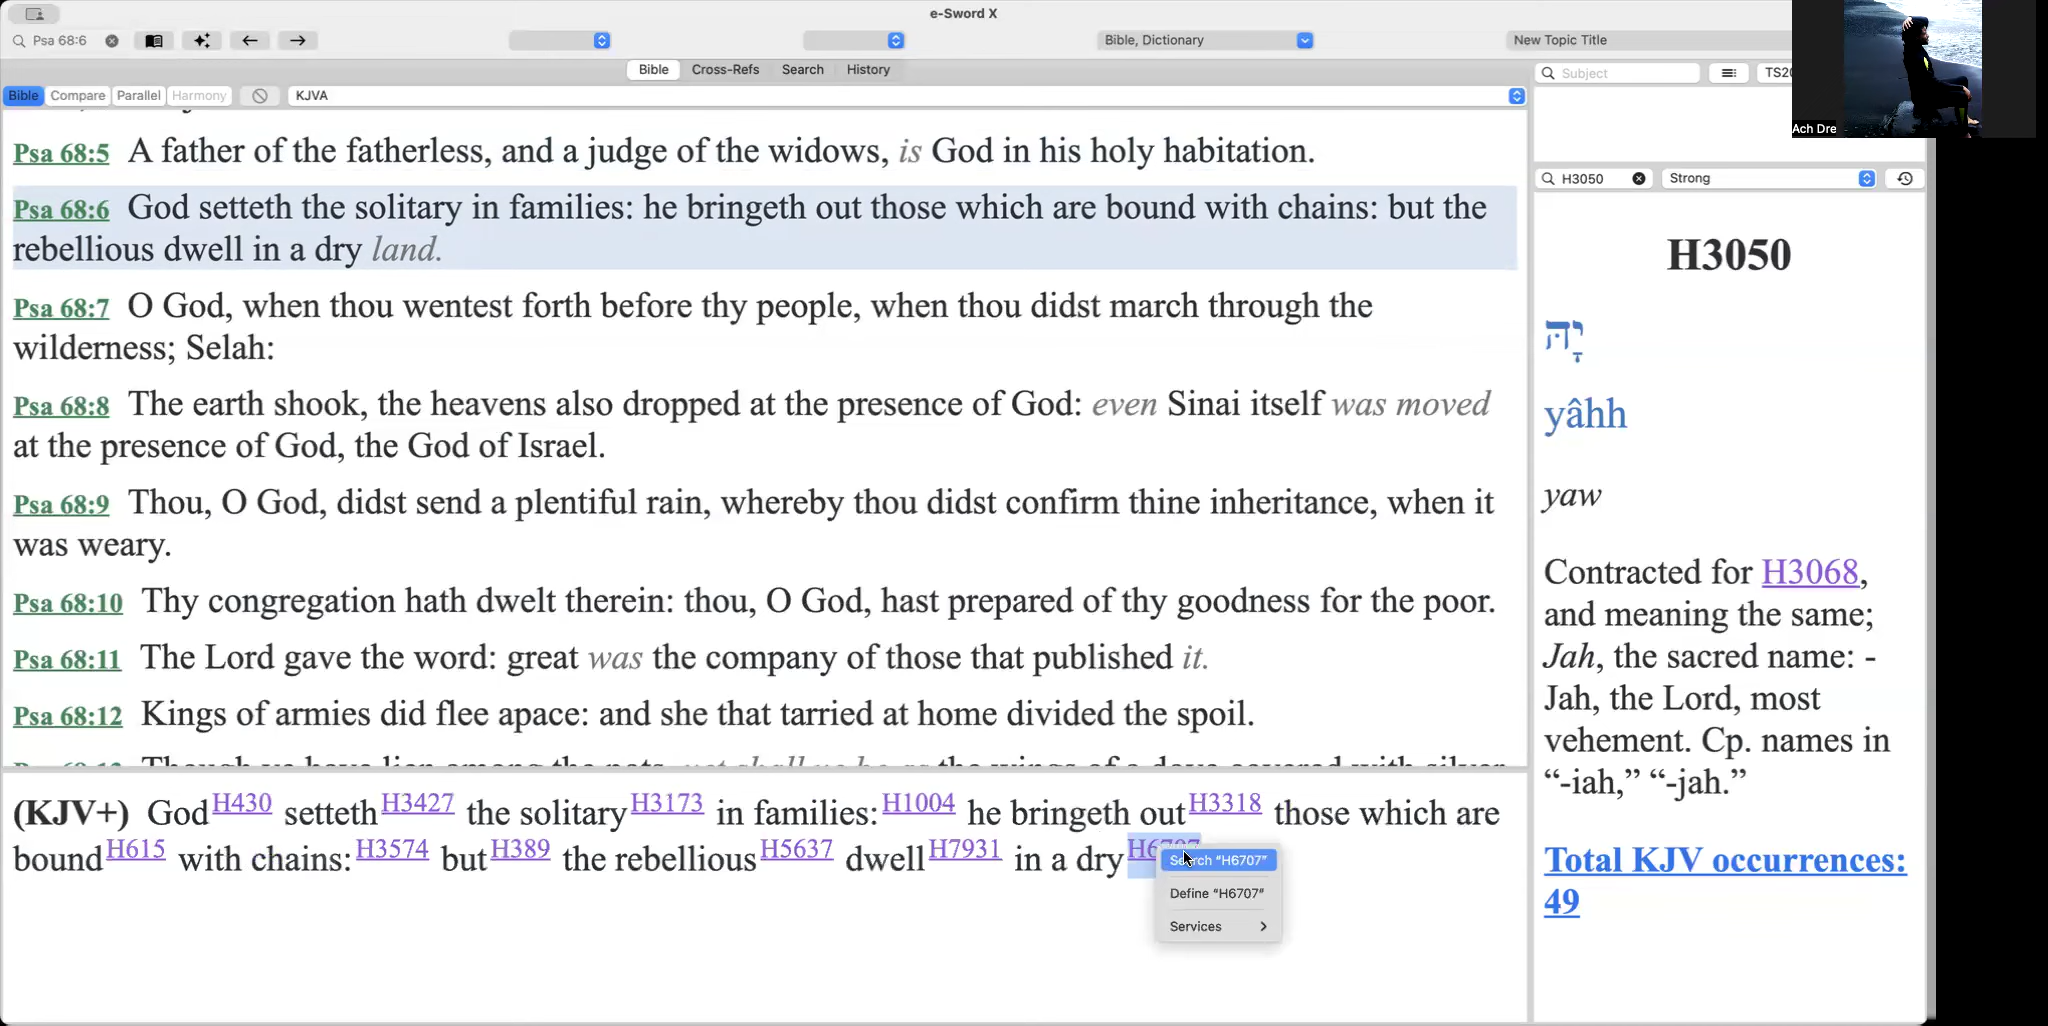 e-Sword X
Psa 68:6
Bible, Dictionary
New Topic Title
Bible Cross-Refs Search History
Subject
Bible Compare Parallel Harmony
KJVA
Ach Dre
Psa 68:5 A father of the fatherless, and a judge of the widows, is God in his holy habitation.
Psa 68:6 God setteth the solitary in families: he bringeth out those which are bound with chains: but the
rebellious dwell in a dry land.
Psa 68:7 O God, when thou wentest forth before thy people, when thou didst march through the
wilderness; Selah:
Psa 68:8 The earth shook, the heavens also dropped at the presence of God: even Sinai itself was moved
at the presence of God, the God of Israel.
Psa 68:9 Thou, O God, didst send a plentiful rain, whereby thou didst confirm thine inheritance, when it
was weary.
Psa 68:10 Thy congregation hath dwelt therein: thou, O God, hast prepared of thy goodness for the poor.
Psa 68:11 The Lord gave the word: great was the company of those that published it.
Psa 68:12 Kings of armies did flee apace: and she that tarried at home divided the spoil.
(KJV+) God H430 setteth H3427 the solitary H3173 in families: H1004 he bringeth out H3318 those which are
bound H615 with chains: H3574 but H389 the rebellious H5637 dwell H7931 in a dry H6707
Search “H6707”
Define “H6707”
Services
H3050
Strong
H3050
יָהּ
yâhh
yaw
Contracted for H3068,
and meaning the same;
Jah, the sacred name: -
Jah, the Lord, most
vehement. Cp. names in
“-iah,” “-jah.”
Total KJV occurrences:
49